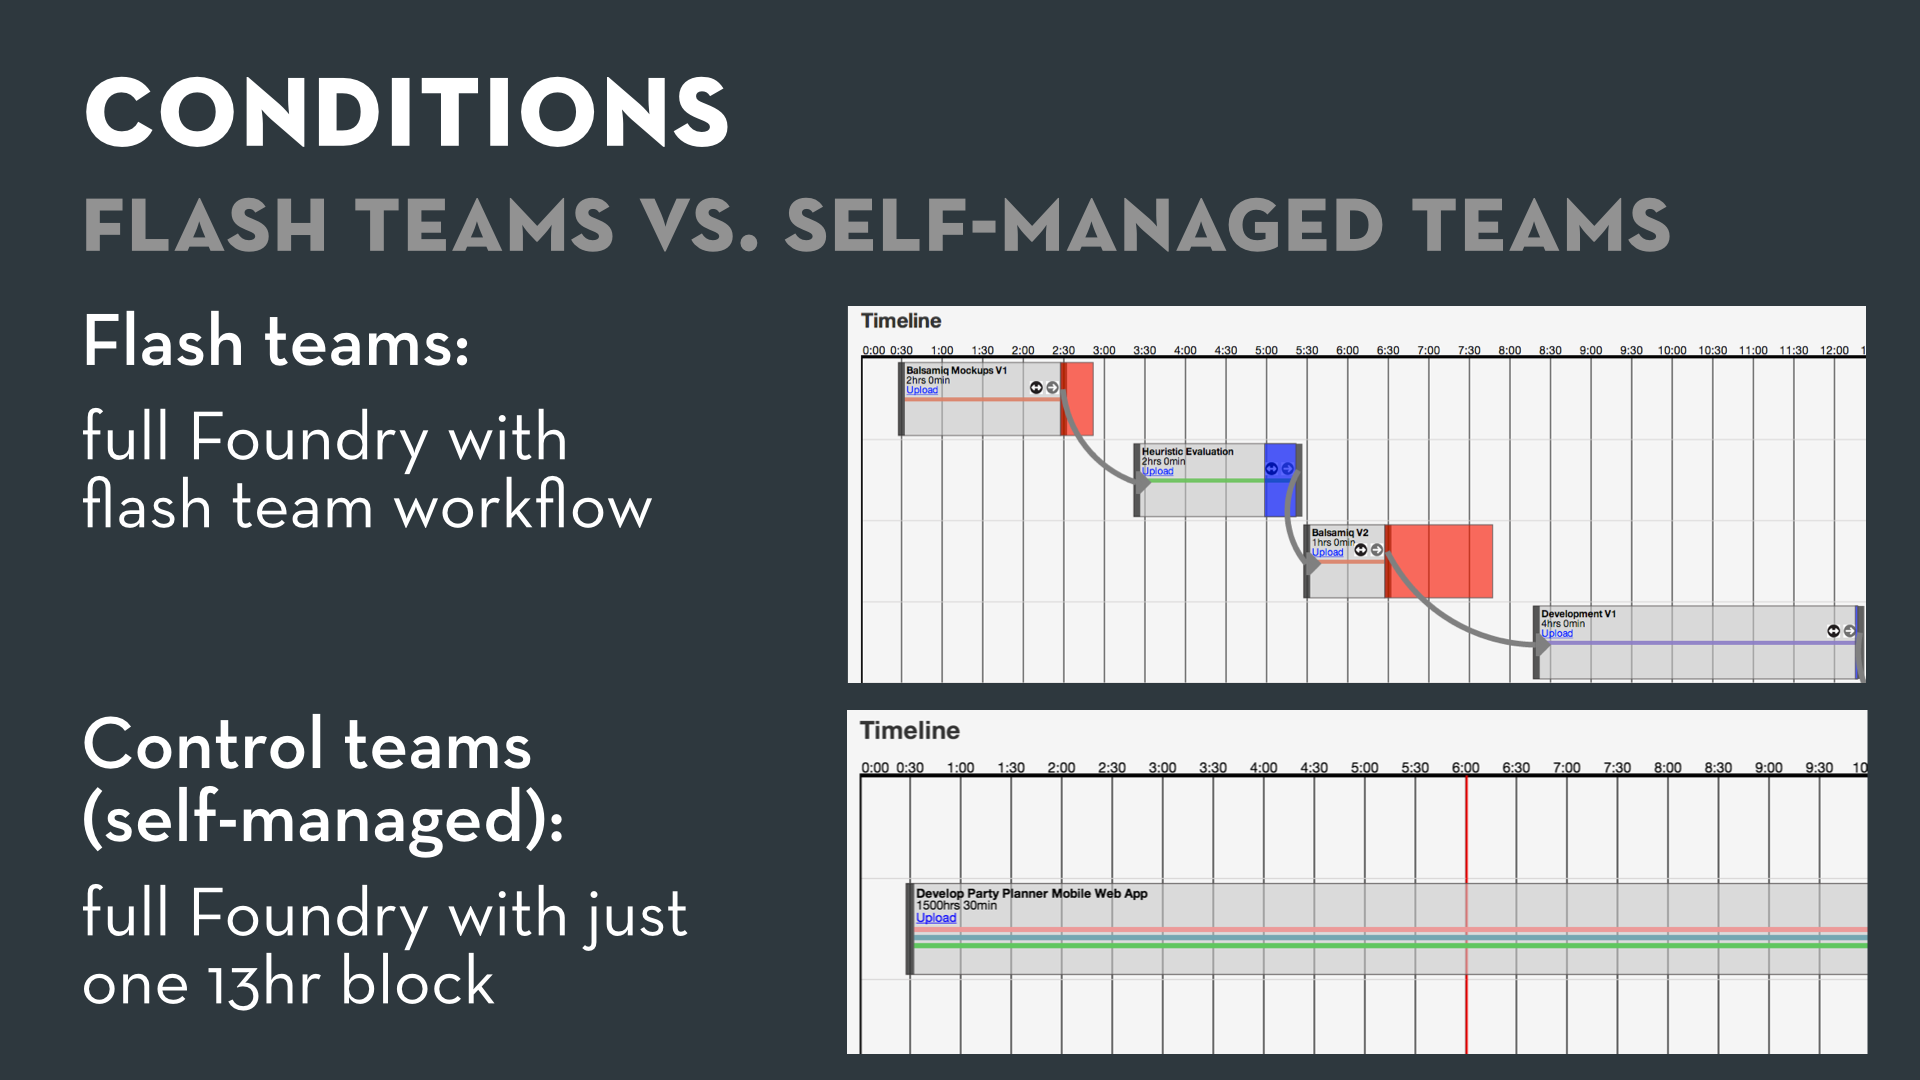 CONDITIONS
FLASH TEAMS VS. SELF-MANAGED TEAMS
Flash teams:
full Foundry with
flash team workflow
Timeline
0:00 0:30 1:00 1:30 2:00 2:30 3:00 3:30 4:00 4:30 5:00 5:30 6:00 6:30 7:00 7:30 8:00 8:30 9:00 9:30 10:00 10:30 11:00 11:30 12:00 1
Balsamiq Mockups V1
2hrs 0min
Upload
Heuristic Evaluation
2hrs 0min
Upload
Balsamiq V2
1hrs 0min
Upload
Development V1
4hrs 0min
Upload
Control teams
(self-managed):
full Foundry with just
one 13hr block
Timeline
0:00 0:30 1:00 1:30 2:00 2:30 3:00 3:30 4:00 4:30 5:00 5:30 6:00 6:30 7:00 7:30 8:00 8:30 9:00 9:30 10
Develop Party Planner Mobile Web App
1500hrs 30min
Upload